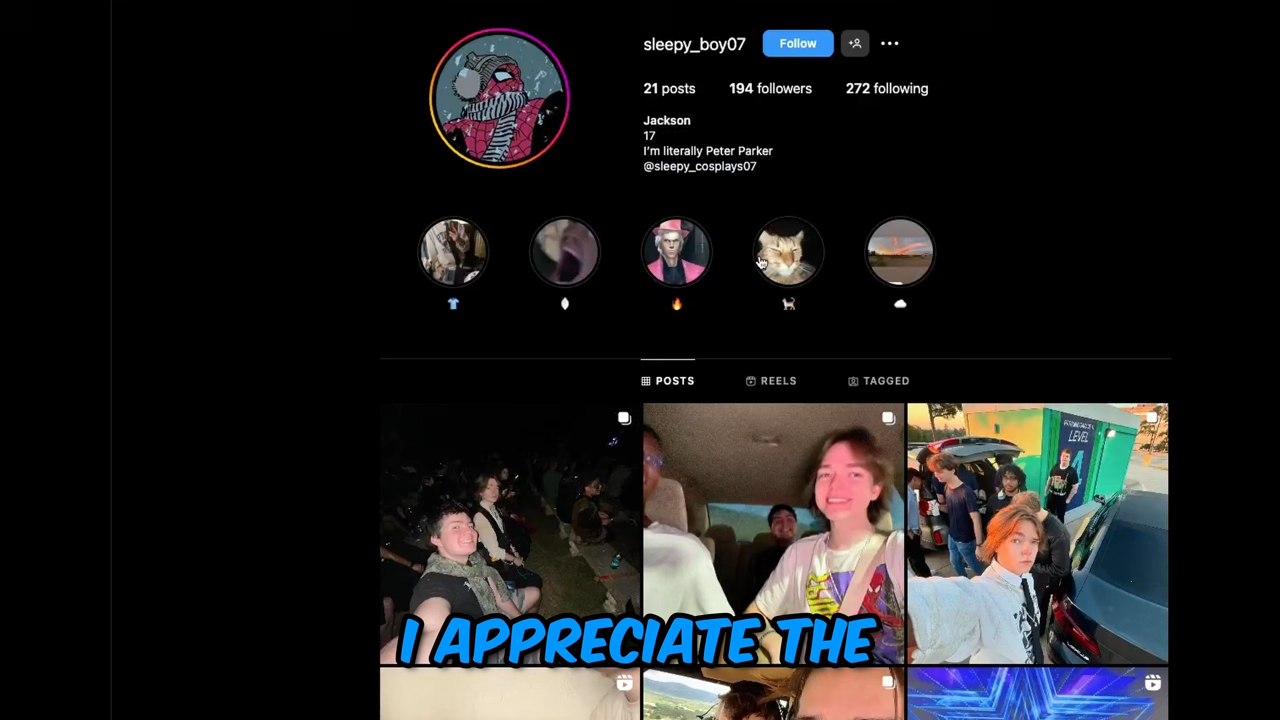 sleepy_boy07
Follow
21 posts 194 followers 272 following
Jackson
17
I'm literally Peter Parker
@sleepy_cosplays07
POSTS REELS TAGGED
LEVEL
I APPRECIATE THE